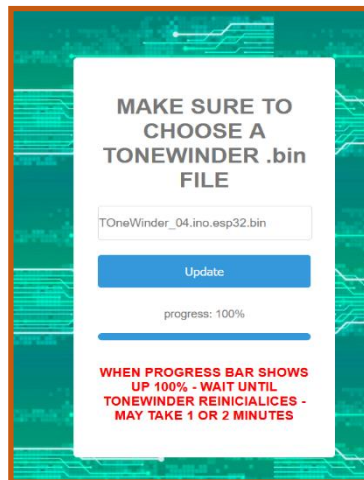 MAKE SURE TO
CHOOSE A
TONEWINDER .bin
FILE
TOneWinder_04.ino.esp32.bin
Update
progress: 100%
WHEN PROGRESS BAR SHOWS
UP 100% - WAIT UNTIL
TONEWINDER REINICIALICES -
MAY TAKE 1 OR 2 MINUTES